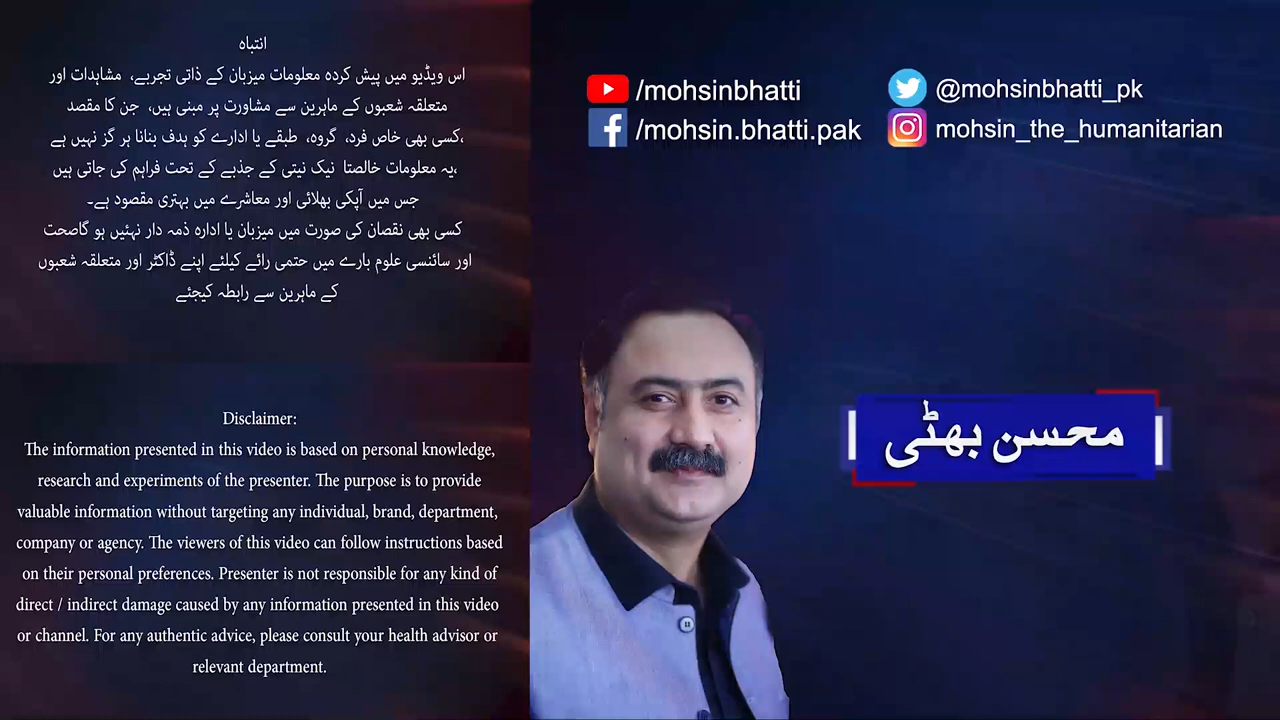 انتباہ
اس ویڈیو میں پیش کردہ معلومات میزبان کے ذاتی تجربے، مشاہدات اور
متعلقہ شعبوں کے ماہرین سے مشاورت پر مبنی ہیں، جن کا مقصد
کسی بھی خاص فرد، گروہ، طبقے یا ادارے کو ہدف بنانا ہر گز نہیں ہے،
یہ معلومات خالصتا نیک نیتی کے جذبے کے تحت فراہم کی جاتی ہیں،
جس میں آپکی بھلائی اور معاشرے میں بہتری مقصود ہے۔
کسی بھی نقصان کی صورت میں میزبان یا ادارہ ذمہ دار نہئیں ہو گاصحت
اور سائنسی علوم بارے میں حتمی رائے کیلئے اپنے ڈاکٹر اور متعلقہ شعبوں
کے ماہرین سے رابطہ کیجئے
Disclaimer:
The information presented in this video is based on personal knowledge,
research and experiments of the presenter. The purpose is to provide
valuable information without targeting any individual, brand, department,
company or agency. The viewers of this video can follow instructions based
on their personal preferences. Presenter is not responsible for any kind of
direct / indirect damage caused by any information presented in this video
or channel. For any authentic advice, please consult your health advisor or
relevant department.
/mohsinbhatti
@mohsinbhatti_pk
/mohsin.bhatti.pak
mohsin_the_humanitarian
محسن بھٹی